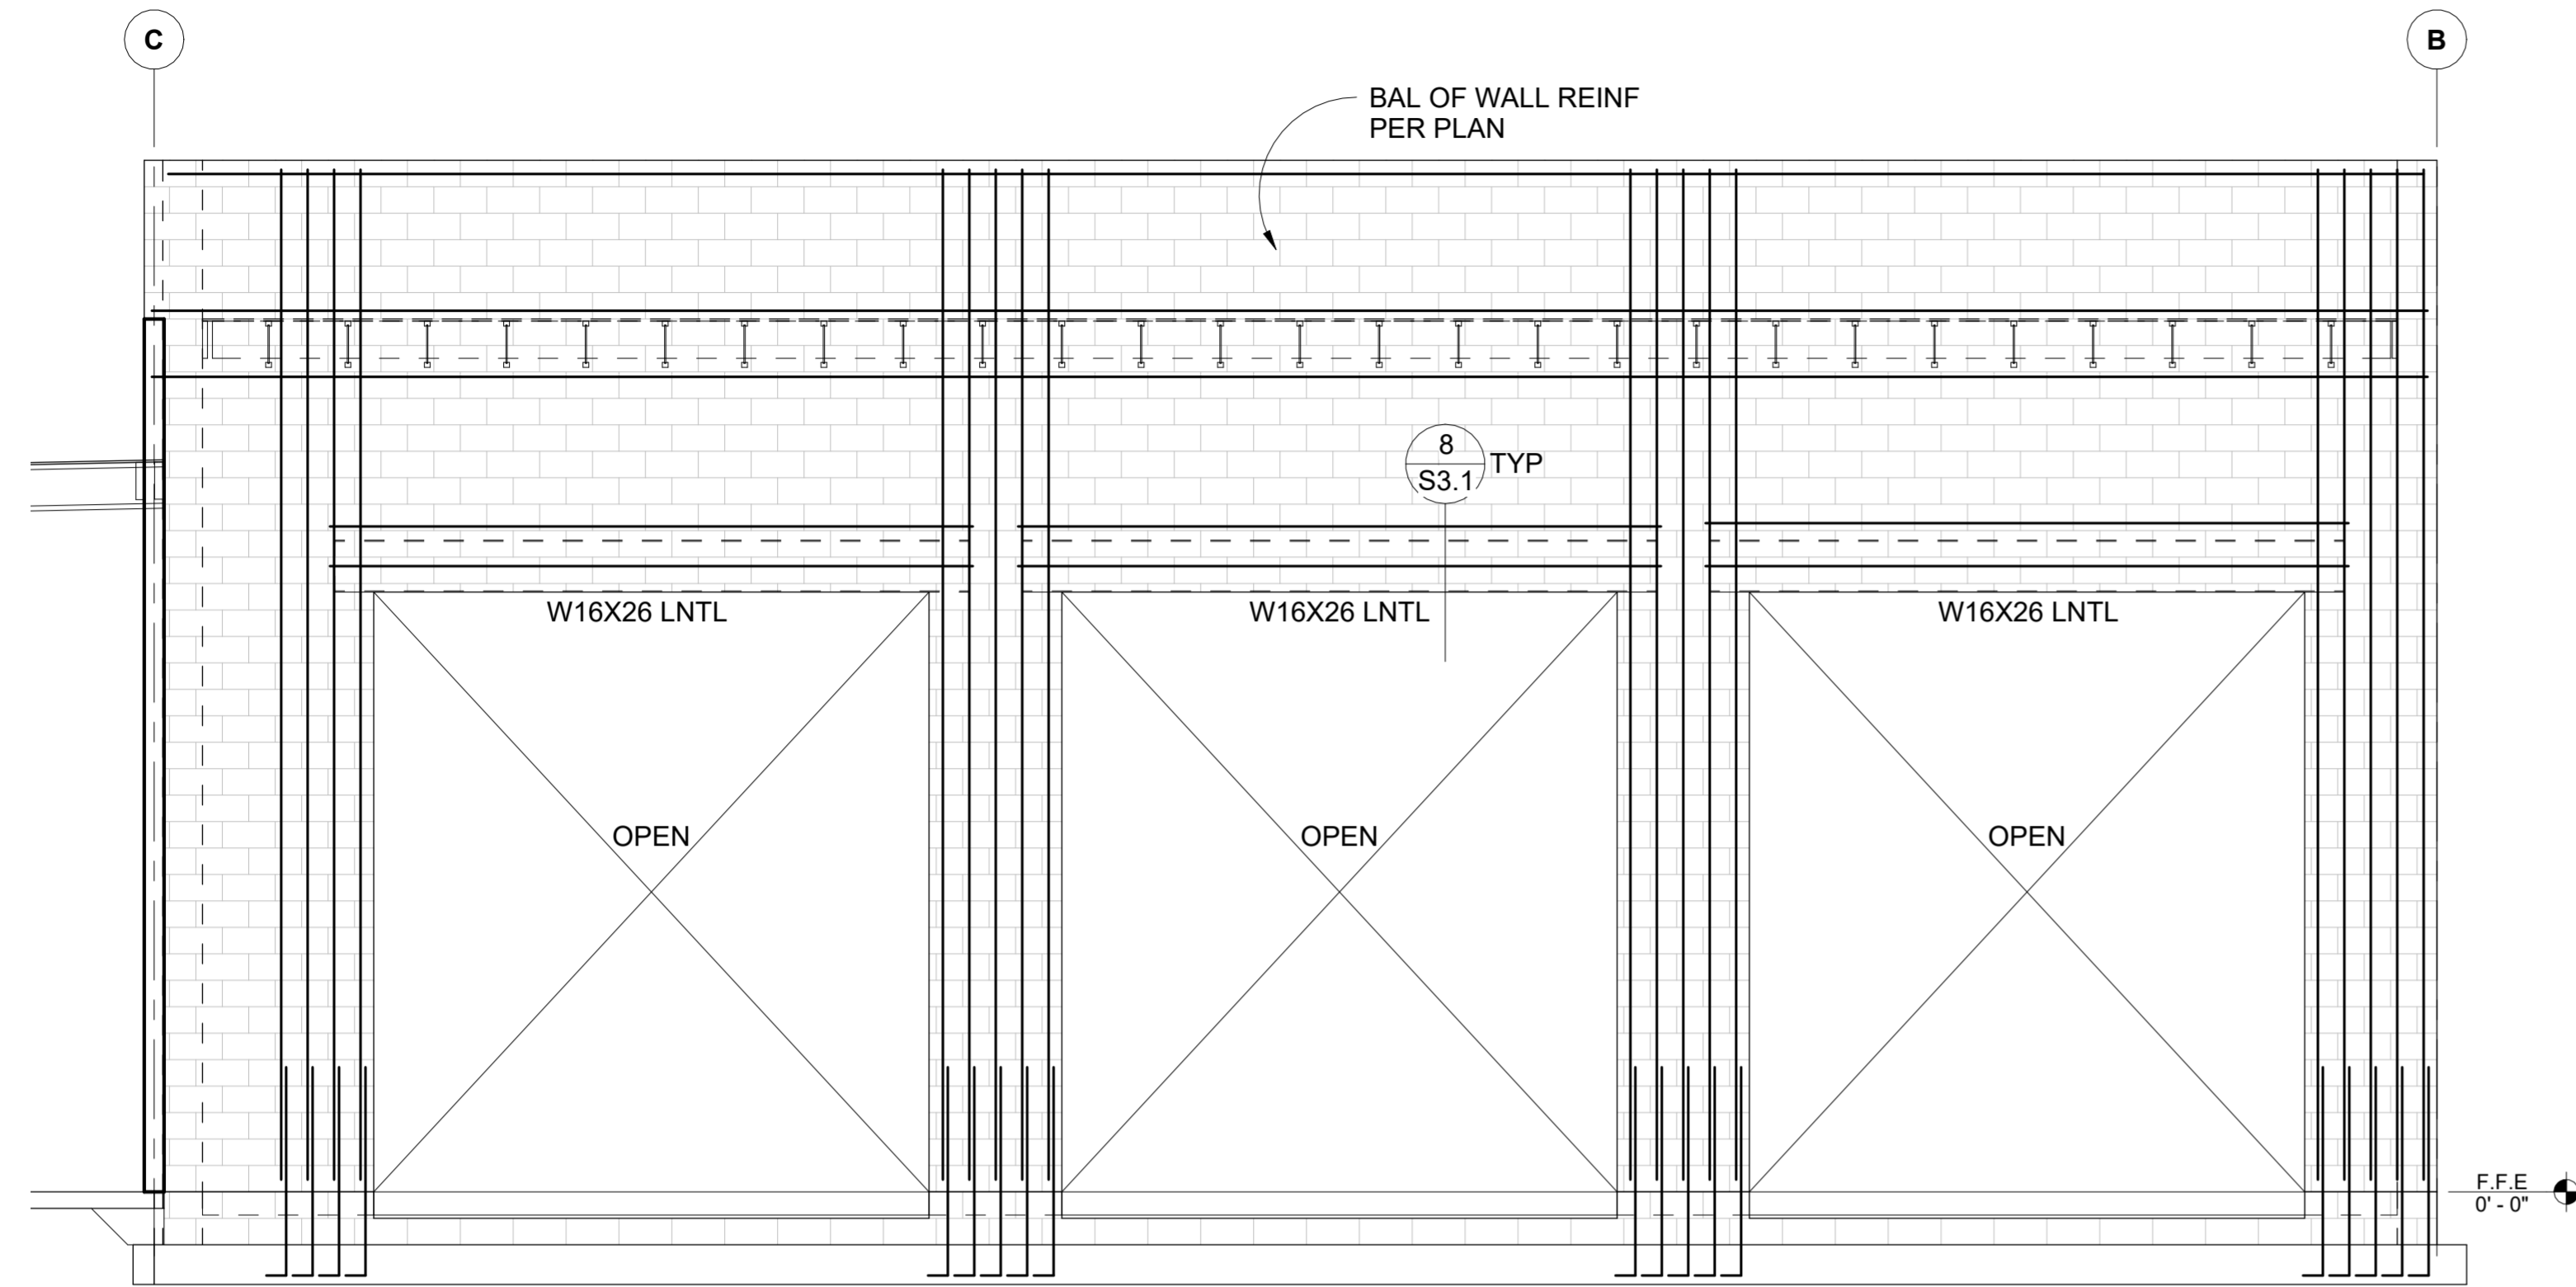 C
B
BAL OF WALL REINF
PER PLAN
8
S3.1
TYP
W16X26 LNTL
W16X26 LNTL
W16X26 LNTL
OPEN
OPEN
OPEN
F.F.E
0' - 0"